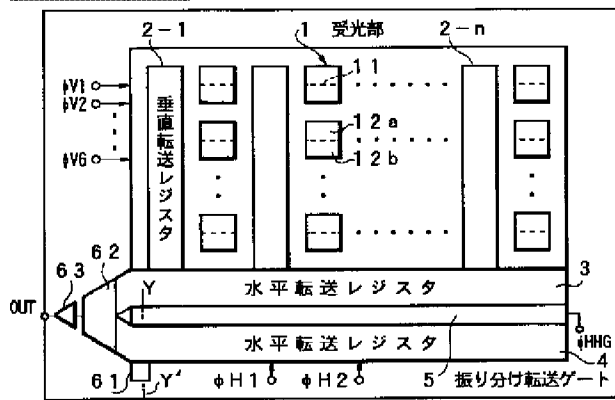 2-1
1
受光部
2-n
11
φV1
φV2
φV6
12a
12b
垂直転送レジスタ
62
63
OUT
Y
水平転送レジスタ
3
φHHG
水平転送レジスタ
4
61
Y'
φH1
φH2
5
振り分け転送ゲート